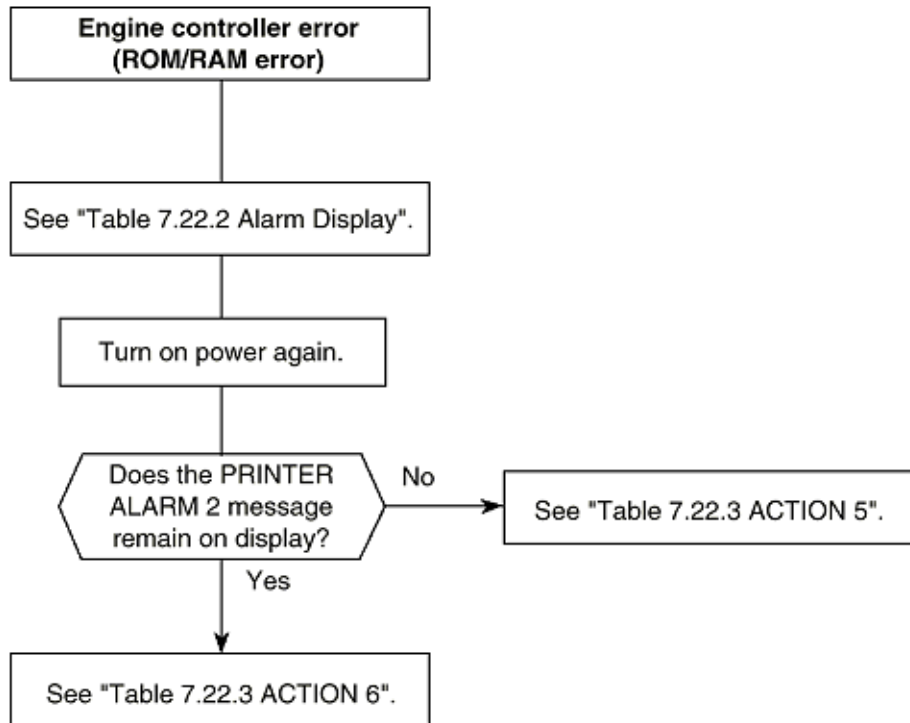 Engine controller error
(ROM/RAM error)
See "Table 7.22.2 Alarm Display".
Turn on power again.
Does the PRINTER
ALARM 2 message
remain on display?
No
See "Table 7.22.3 ACTION 5".
Yes
See "Table 7.22.3 ACTION 6".